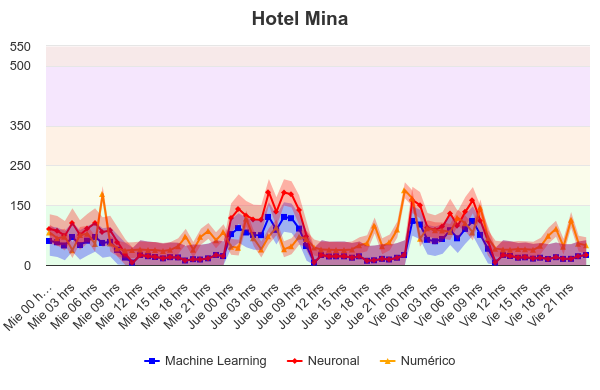 Hotel Mina
550
500
350
250
150
0
Mie 00 h...
Mie 03 hrs
Mie 06 hrs
Mie 09 hrs
Mie 12 hrs
Mie 15 hrs
Mie 18 hrs
Mie 21 hrs
Jue 00 hrs
Jue 03 hrs
Jue 06 hrs
Jue 09 hrs
Jue 12 hrs
Jue 15 hrs
Jue 18 hrs
Jue 21 hrs
Vie 00 hrs
Vie 03 hrs
Vie 06 hrs
Vie 09 hrs
Vie 12 hrs
Vie 15 hrs
Vie 18 hrs
Vie 21 hrs
Machine Learning Neuronal Numérico